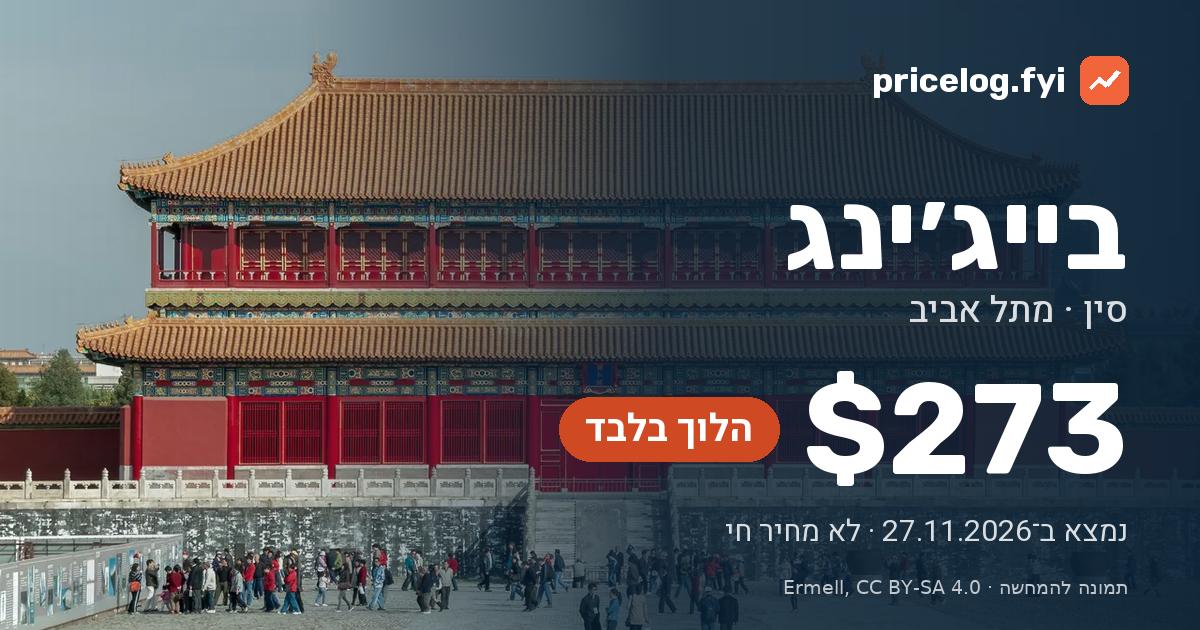 pricelog.fyi
בייג׳ינג
סין · מתל אביב
$273 הלוך בלבד
נמצא ב־27.11.2026 · לא מחיר חי
תמונה להמחשה · Ermell, CC BY-SA 4.0